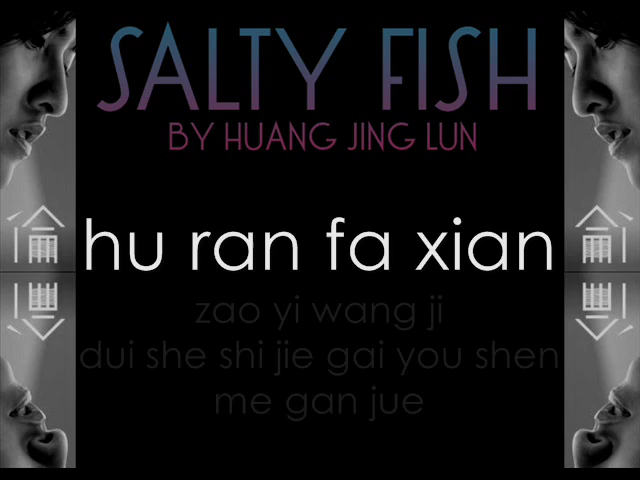 SALTY FISH
BY HUANG JING LUN
hu ran fa xian
zao yi wang ji
dui she shi jie gai you shen
me gan jue
倫